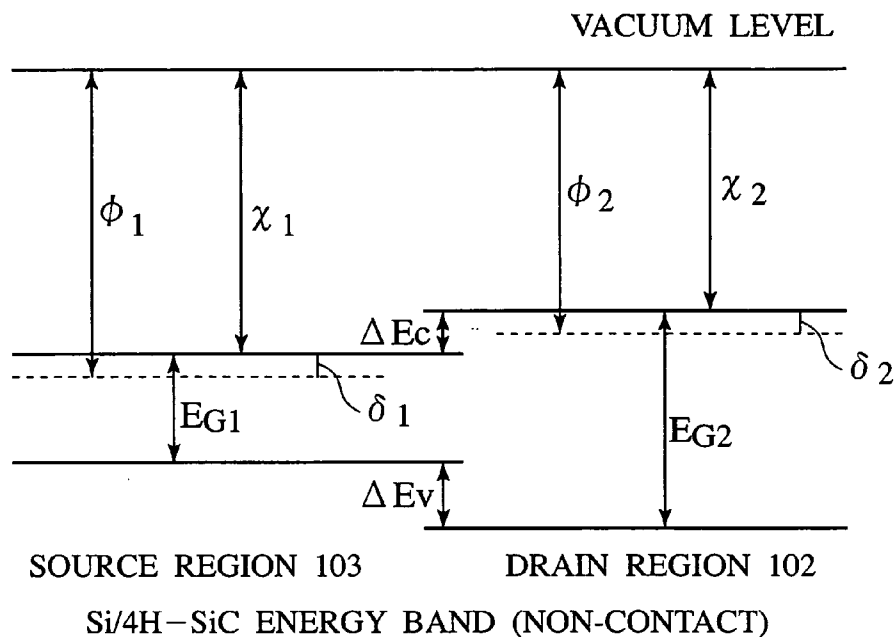 VACUUM LEVEL
ϕ1
χ1
ϕ2
χ2
ΔEc
δ2
EG1
δ1
EG2
ΔEv
SOURCE REGION 103
DRAIN REGION 102
Si/4H−SiC ENERGY BAND (NON-CONTACT)